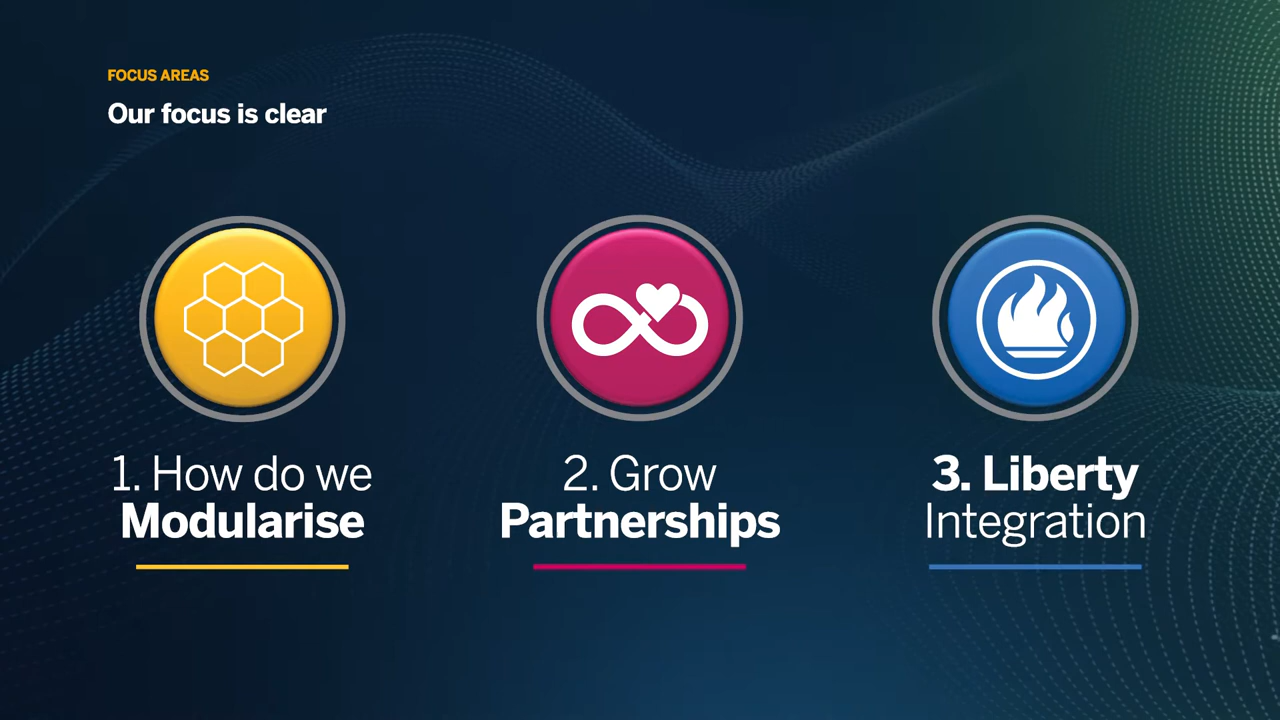 FOCUS AREAS
Our focus is clear
1. How do we
Modularise
2. Grow
Partnerships
3. Liberty
Integration